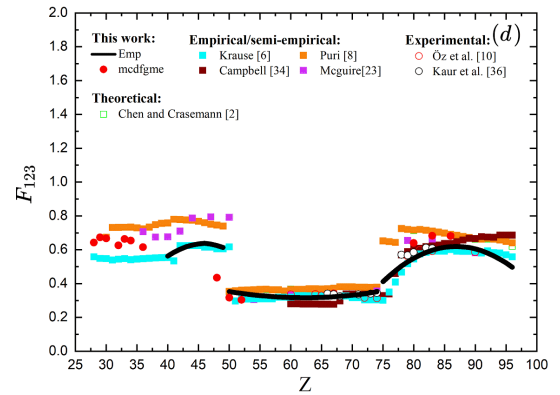 (d)
This work:
Emp
mcdfgme
Theoretical:
Chen and Crasemann [2]
Empirical/semi-empirical:
Krause [6]
Puri [8]
Campbell [34]
Mcguire[23]
Experimental:
Öz et al. [10]
Kaur et al. [36]
F123
2.0
1.8
1.6
1.4
1.2
1.0
0.8
0.6
0.4
0.2
0.0
25 30 35 40 45 50 55 60 65 70 75 80 85 90 95 100
Z